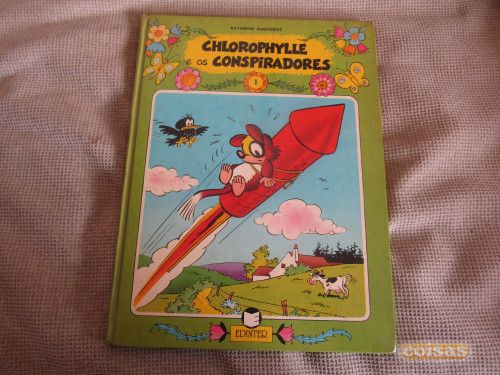 RAYMOND MACHEROT
CHLOROPHYLLE
e os CONSPIRADORES
1
EDINTER
coisas